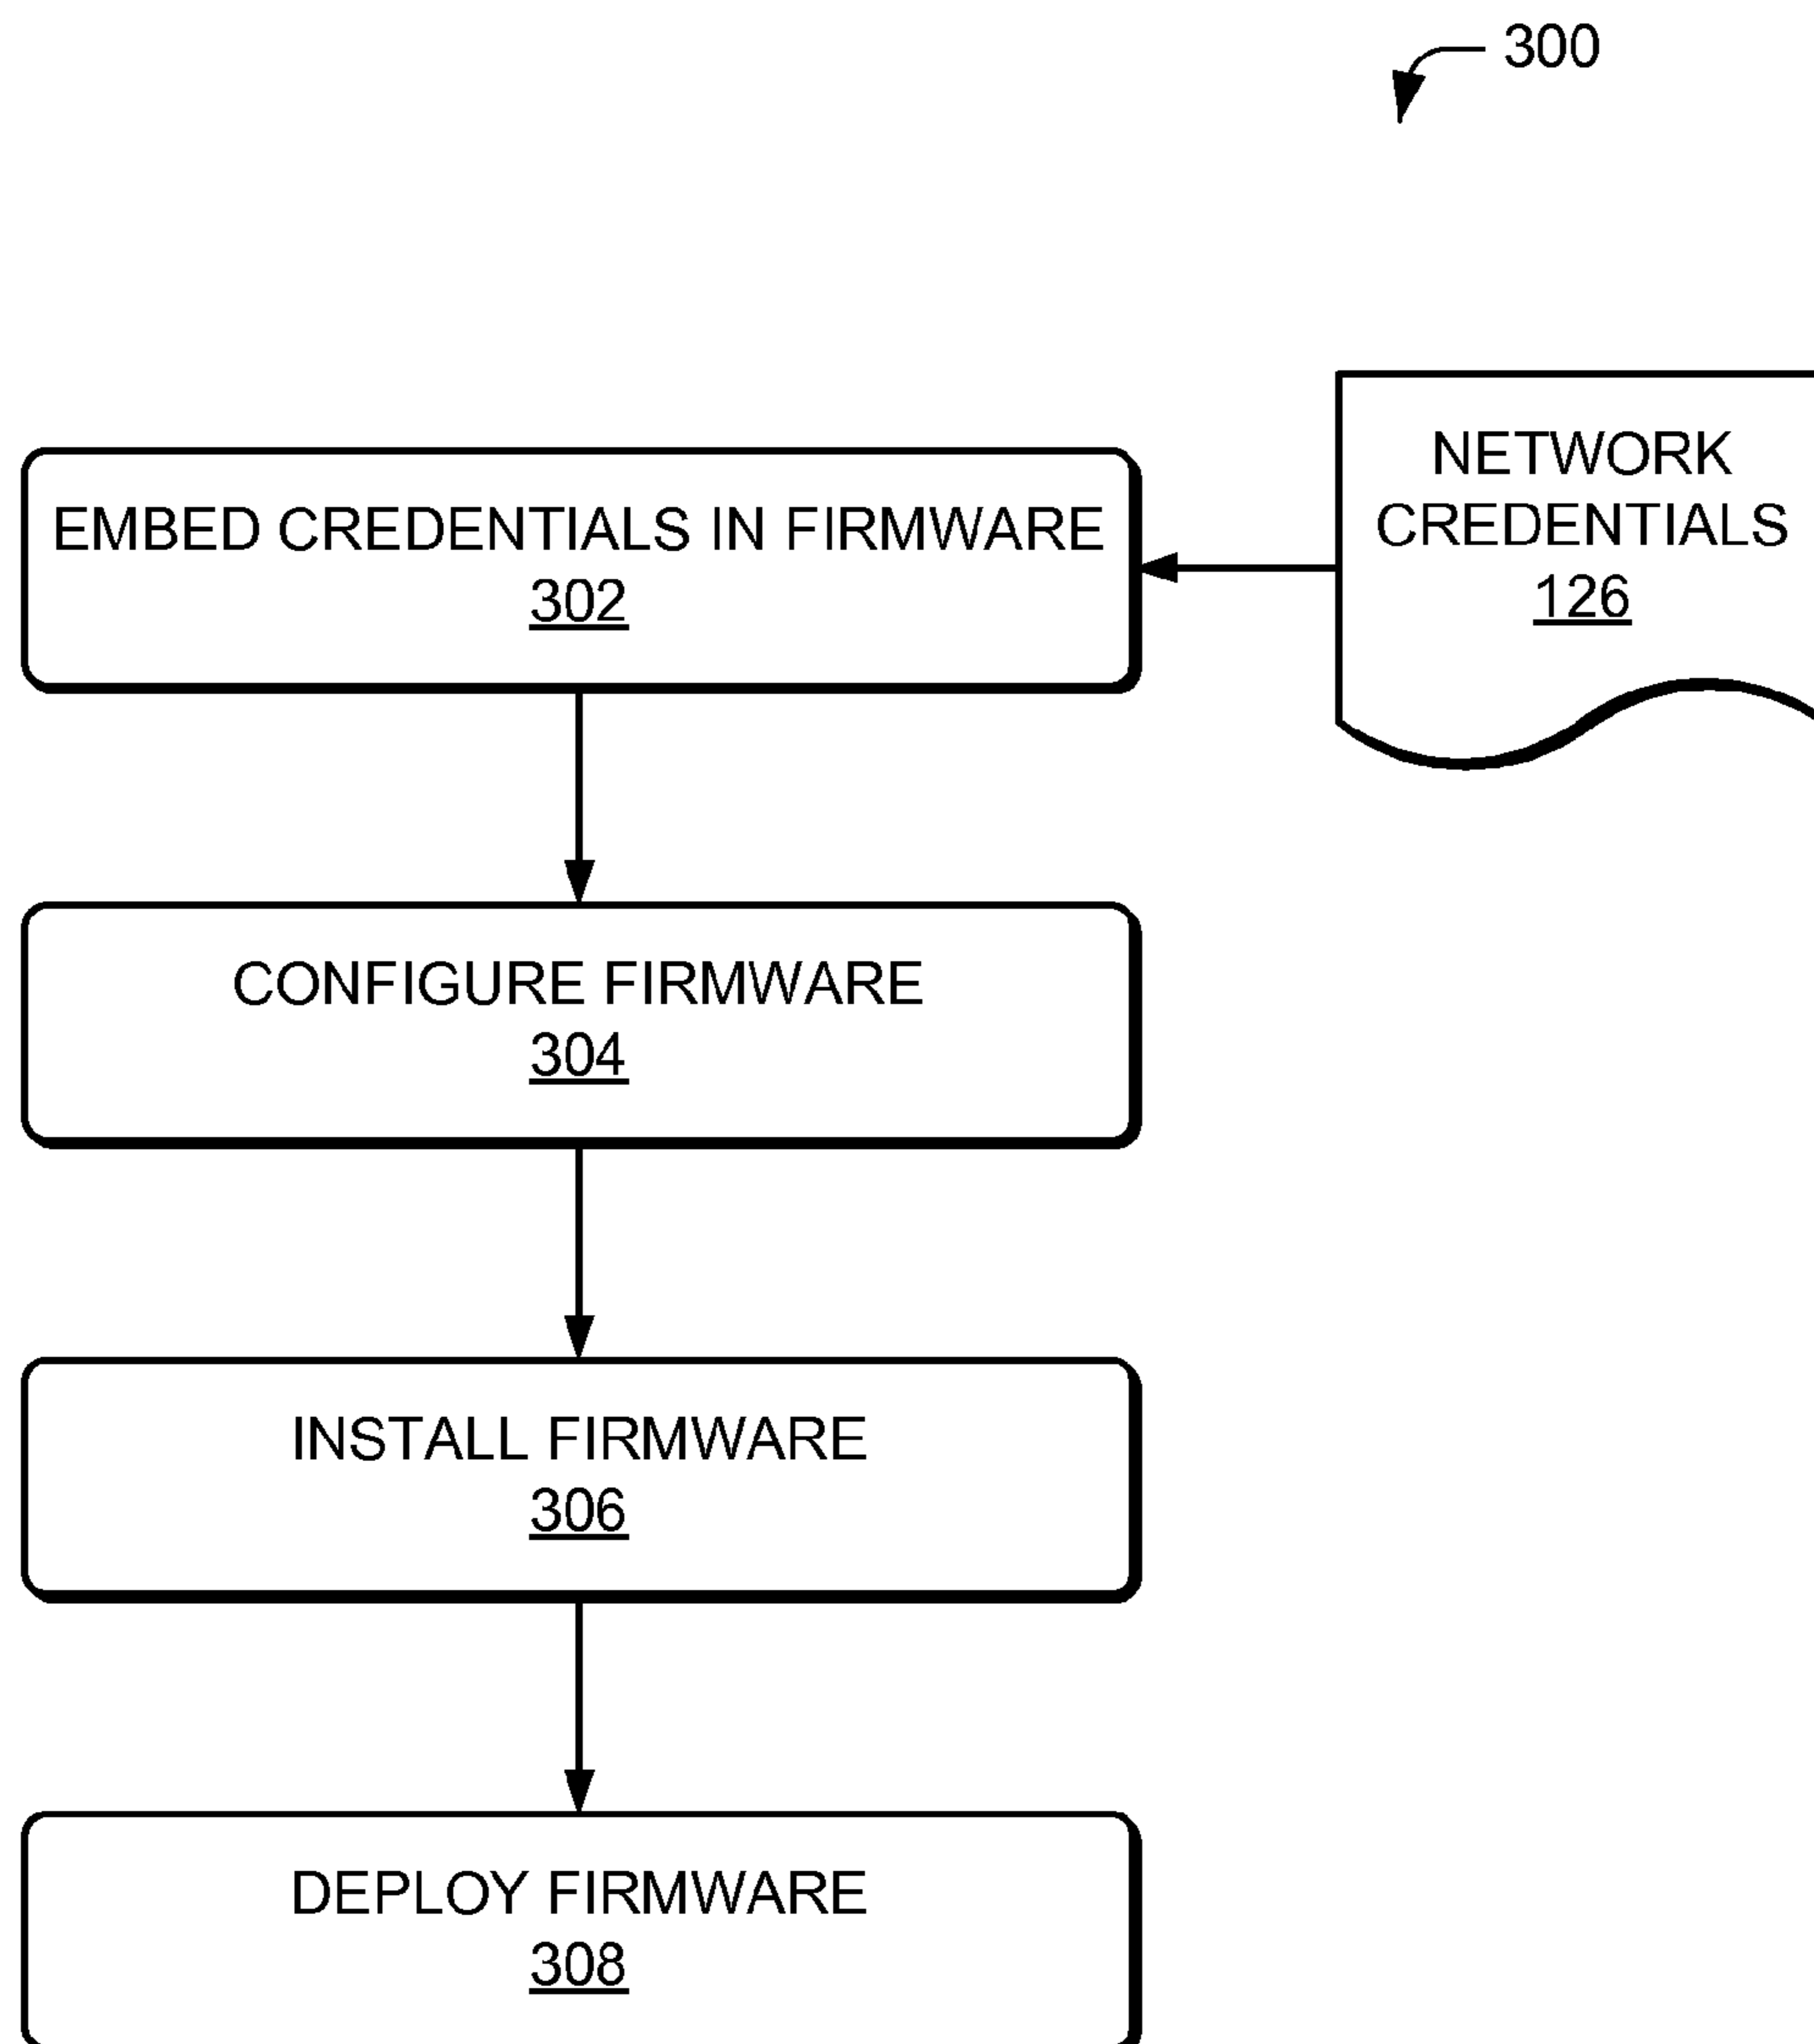 300
NETWORK
CREDENTIALS
126
EMBED CREDENTIALS IN FIRMWARE
302
CONFIGURE FIRMWARE
304
INSTALL FIRMWARE
306
DEPLOY FIRMWARE
308